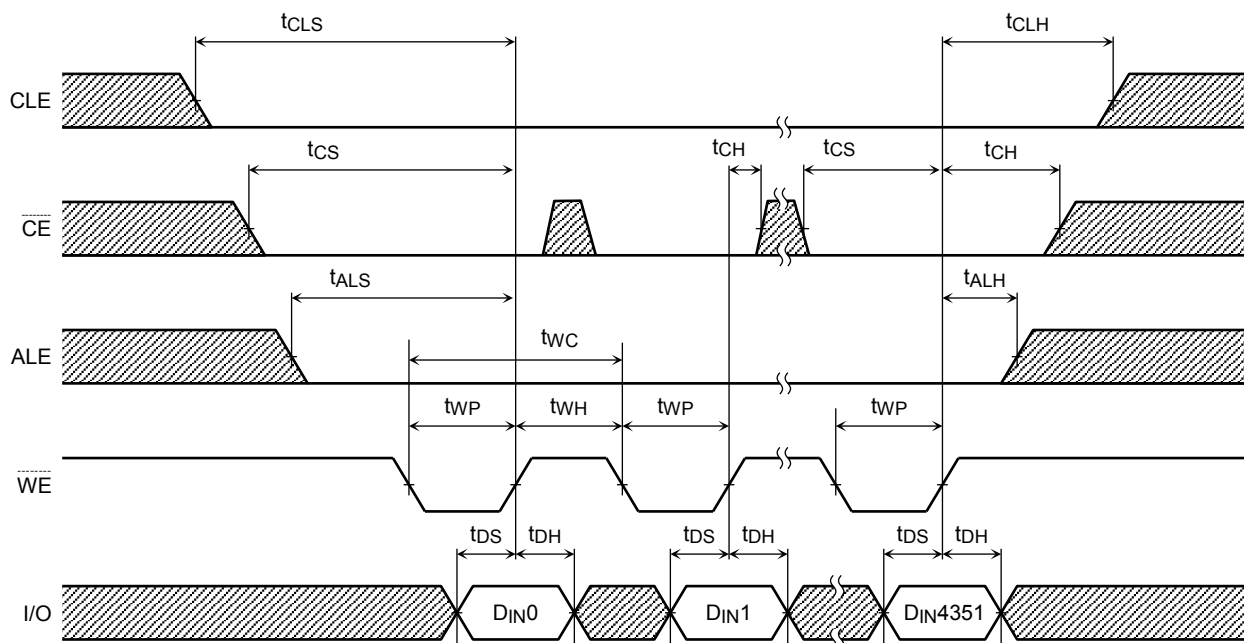 tCLS tCLH
CLE
tCS tCH tCS tCH
CE
tALS tALH
ALE
tWC
tWP tWH tWP tWP
WE
tDS tDH tDS tDH tDS tDH
I/O DIN0 DIN1 DIN4351